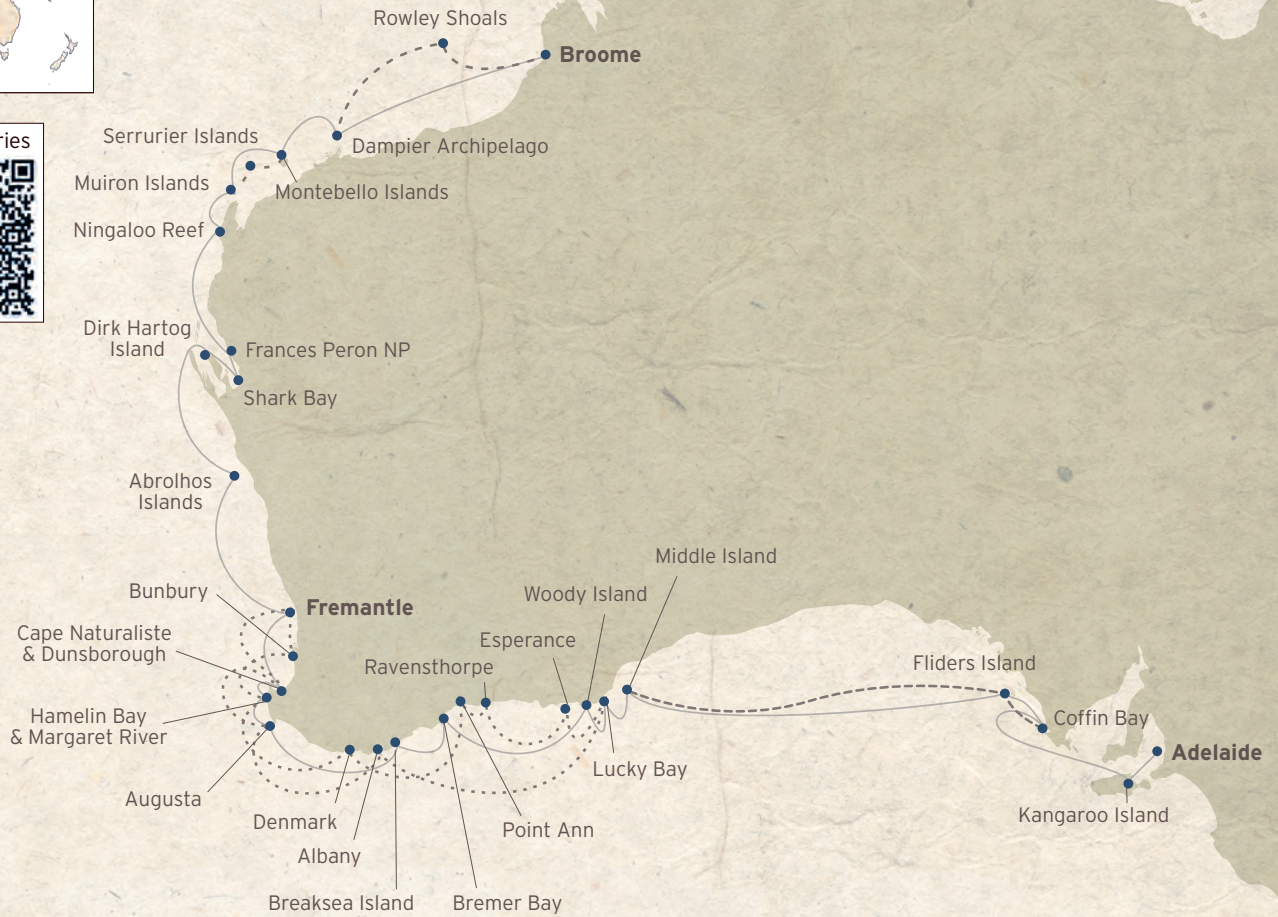 Rowley Shoals
Broome
ries
Serrurier Islands
Dampier Archipelago
Muiron Islands
Montebello Islands
Ningaloo Reef
Dirk Hartog
Island
Frances Peron NP
Shark Bay
Abrolhos
Islands
Middle Island
Bunbury
Woody Island
Fremantle
Cape Naturaliste
& Dunsborough
Esperance
Ravensthorpe
Fliders Island
Hamelin Bay
& Margaret River
Coffin Bay
Adelaide
Lucky Bay
Augusta
Kangaroo Island
Denmark
Point Ann
Albany
Breaksea Island
Bremer Bay